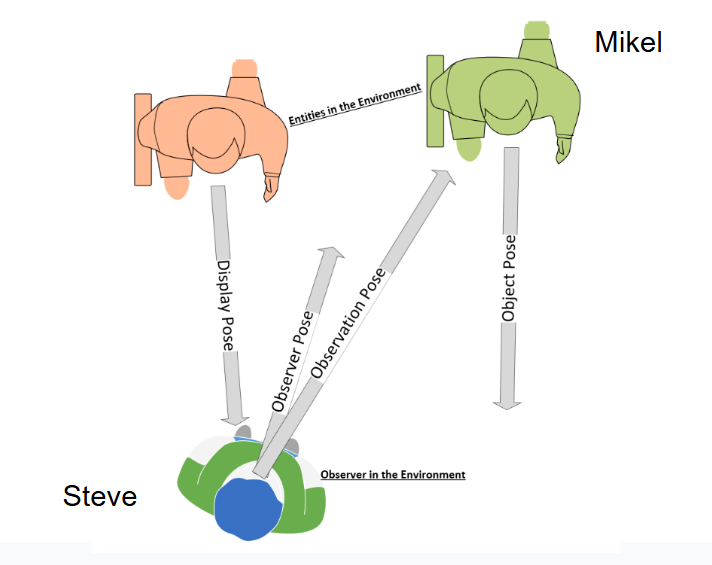 Mikel
Entities in the Environment
Display Pose
Observer Pose
Observation Pose
Object Pose
Observer in the Environment
Steve